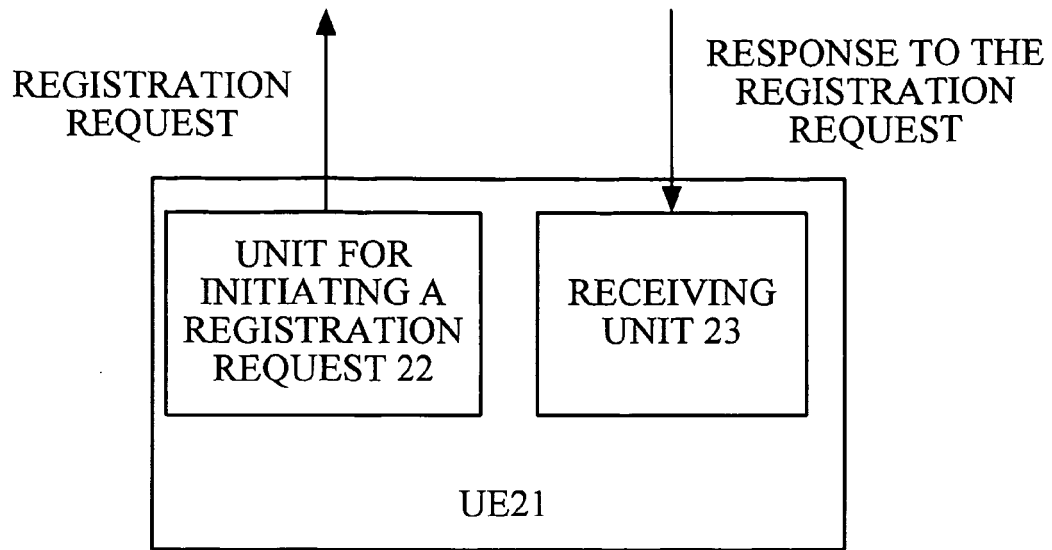 REGISTRATION
REQUEST
RESPONSE TO THE
REGISTRATION
REQUEST
UNIT FOR
INITIATING A
REGISTRATION
REQUEST 22
RECEIVING
UNIT 23
UE21